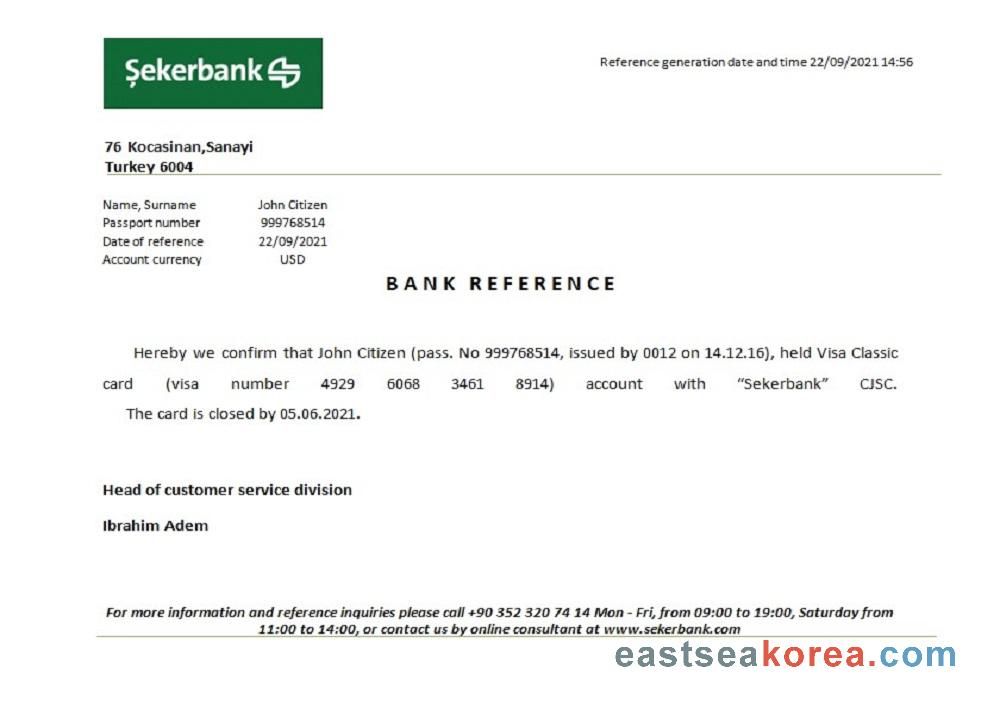 Şekerbank
Reference generation date and time 22/09/2021 14:56
76 Kocasinan,Sanayi
Turkey 6004
Name, Surname John Citizen
Passport number 999768514
Date of reference 22/09/2021
Account currency USD
BANK REFERENCE
Hereby we confirm that John Citizen (pass. No 999768514, issued by 0012 on 14.12.16), held Visa Classic
card (visa number 4929 6068 3461 8914) account with “Sekerbank” CJSC.
The card is closed by 05.06.2021.
Head of customer service division
Ibrahim Adem
For more information and reference inquiries please call +90 352 320 74 14 Mon - Fri, from 09:00 to 19:00, Saturday from
11:00 to 14:00, or contact us by online consultant at www.sekerbank.com
eastseakorea.com